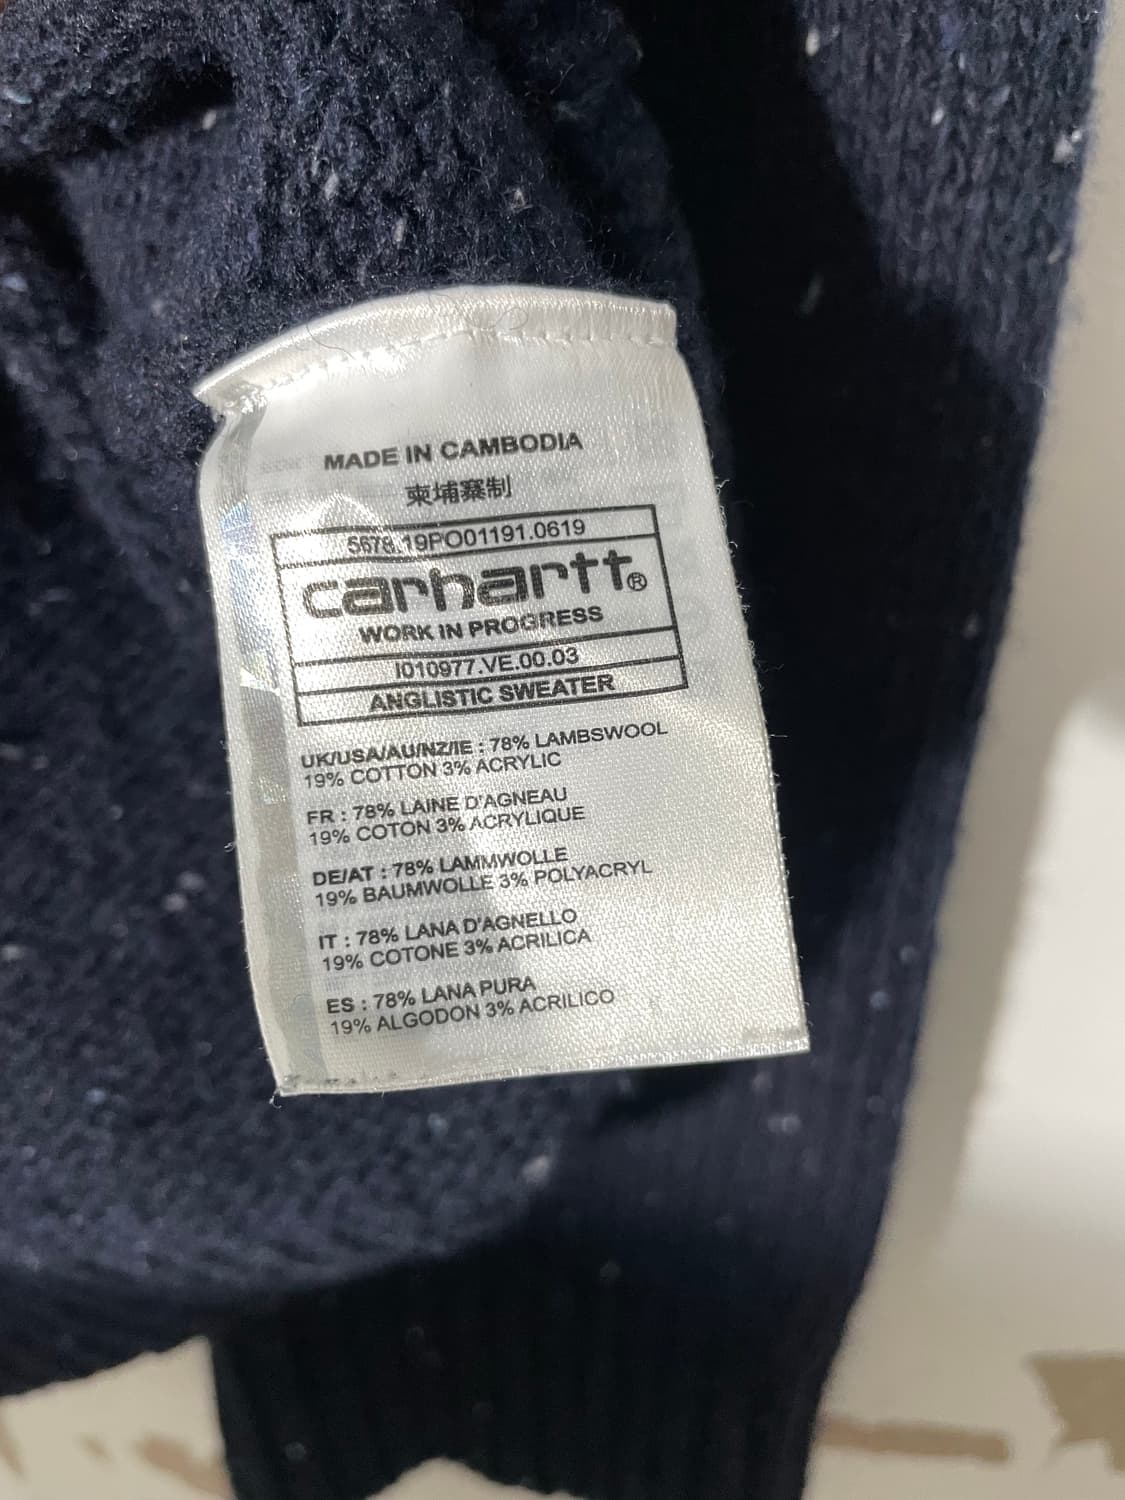 MADE IN CAMBODIA
柬埔寨制
5678.19PO01191.0619
carhartt®
WORK IN PROGRESS
I010977.VE.00.03
ANGLISTIC SWEATER
UK/USA/AU/NZ/IE : 78% LAMBSWOOL
19% COTTON 3% ACRYLIC
FR : 78% LAINE D'AGNEAU
19% COTON 3% ACRYLIQUE
DE/AT : 78% LAMMWOLLE
19% BAUMWOLLE 3% POLYACRYL
IT : 78% LANA D'AGNELLO
19% COTONE 3% ACRILICA
ES : 78% LANA PURA
19% ALGODON 3% ACRILICO